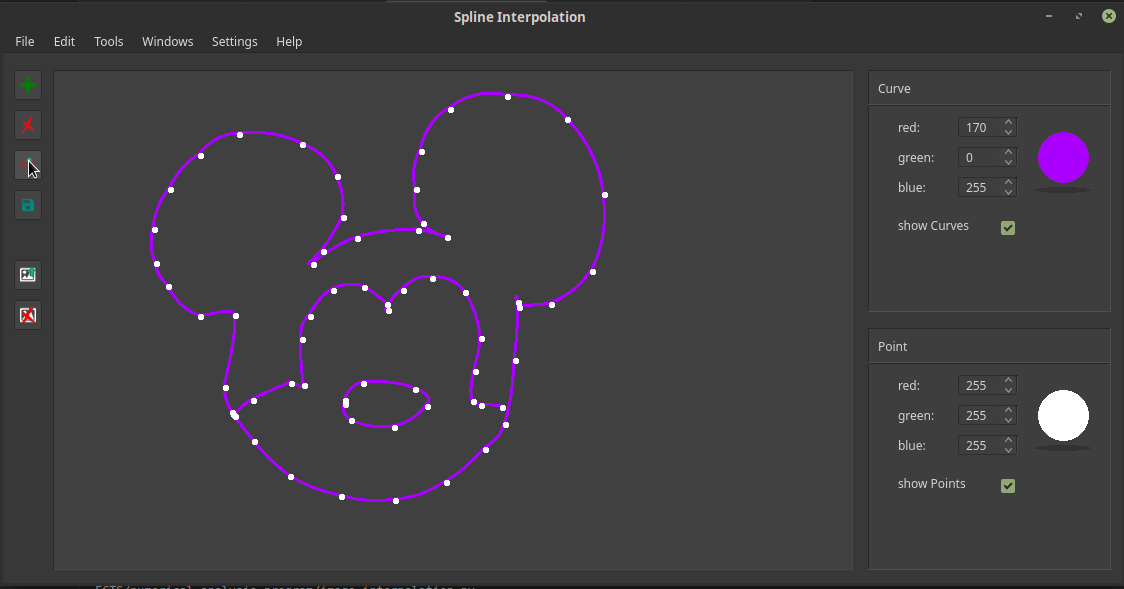 Spline Interpolation
File Edit Tools Windows Settings Help
Curve
red: 170
green: 0
blue: 255
show Curves
Point
red: 255
green: 255
blue: 255
show Points